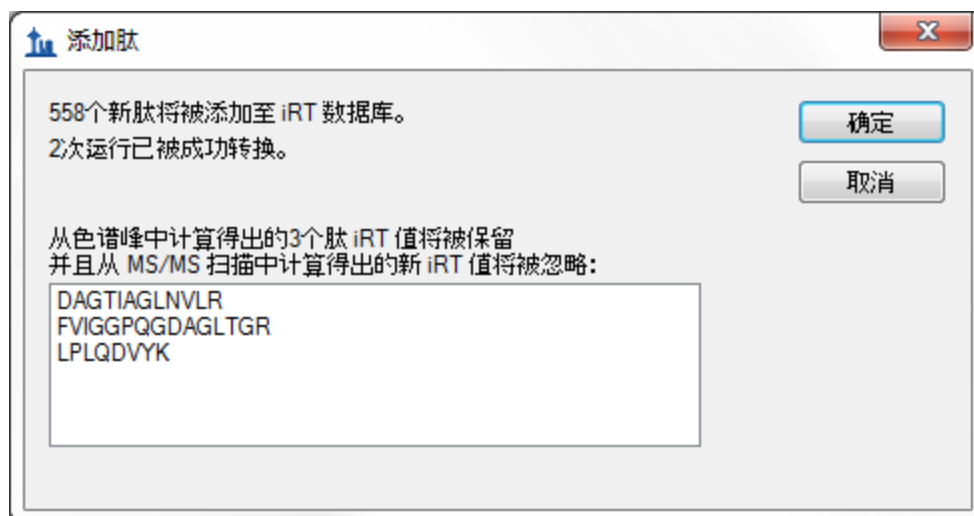 添加肽
558个新肽将被添加至 iRT 数据库。
2次运行已被成功转换。
确定
取消
从色谱峰中计算得出的3个肽 iRT 值将被保留
并且从 MS/MS 扫描中计算得出的新 iRT 值将被忽略：
DAGTIAGLNVLR
FVIGGPQGDAGLTGR
LPLQDVYK